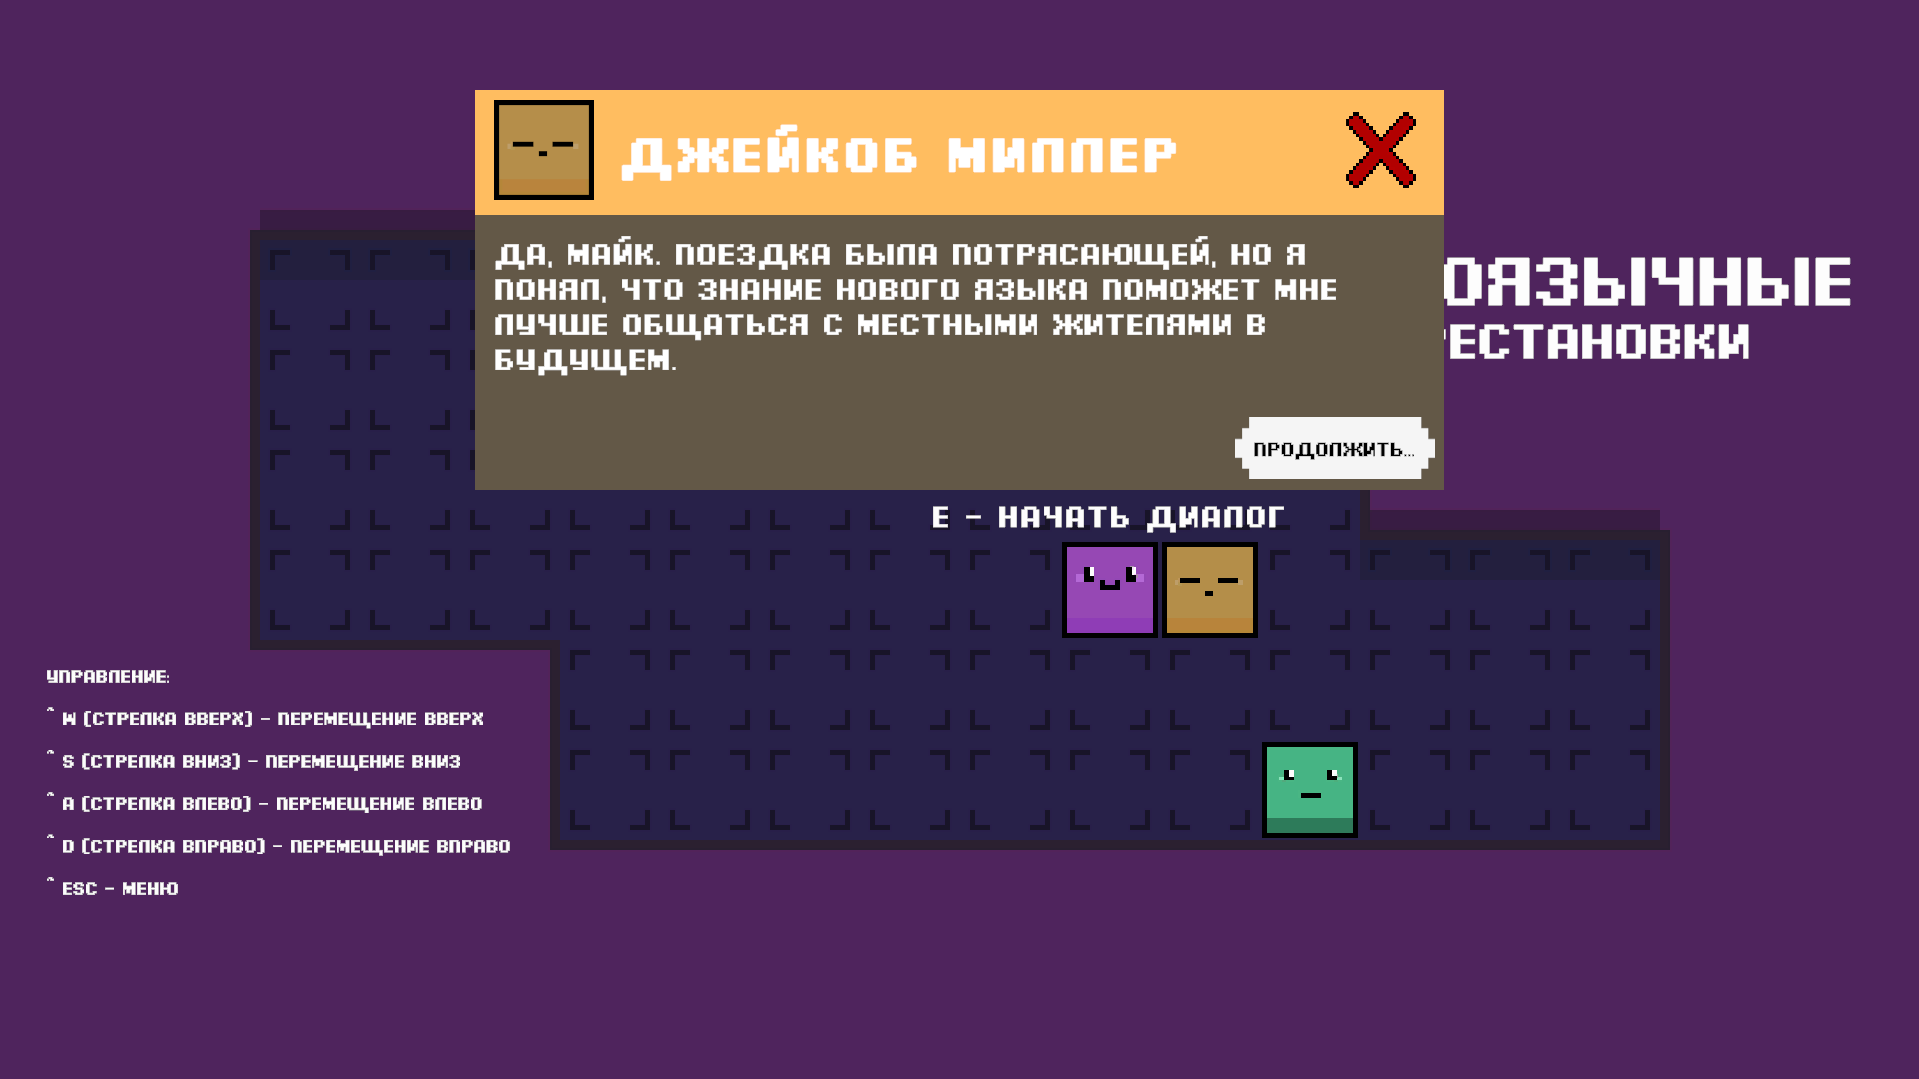 ДЖЕЙКОБ МИЛЛЕР
ДА, МАЙК. ПОЕЗДКА БЫЛА ПОТРЯСАЮЩЕЙ, НО Я
ПОНЯЛ, ЧТО ЗНАНИЕ НОВОГО ЯЗЫКА ПОМОЖЕТ МНЕ
ЛУЧШЕ ОБЩАТЬСЯ С МЕСТНЫМИ ЖИТЕЛЯМИ В
БУДУЩЕМ.
ПРОДОЛЖИТЬ...
ОЯЗЫЧНЫЕ
ЕСТАНОВКИ
E - НАЧАТЬ ДИАЛОГ
УПРАВЛЕНИЕ:
^ W (СТРЕЛКА ВВЕРХ) - ПЕРЕМЕЩЕНИЕ ВВЕРХ
^ S (СТРЕЛКА ВНИЗ) - ПЕРЕМЕЩЕНИЕ ВНИЗ
^ A (СТРЕЛКА ВЛЕВО) - ПЕРЕМЕЩЕНИЕ ВЛЕВО
^ D (СТРЕЛКА ВПРАВО) - ПЕРЕМЕЩЕНИЕ ВПРАВО
^ ESC - МЕНЮ